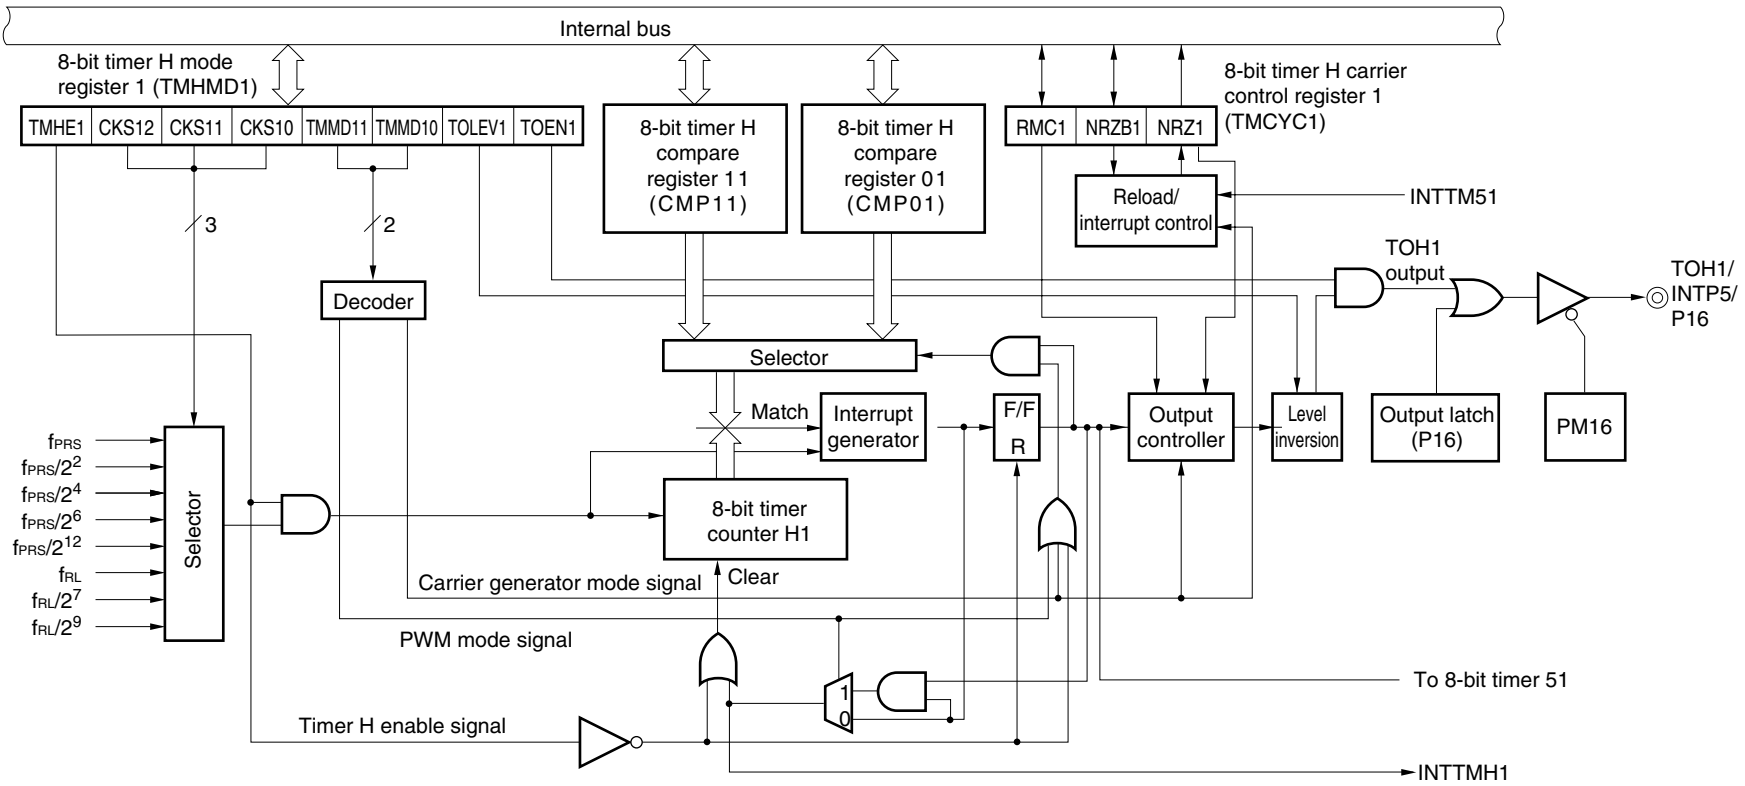 Internal bus
8-bit timer H mode
register 1 (TMHMD1)
8-bit timer H carrier
control register 1
(TMCYC1)
TMHE1 CKS12 CKS11 CKS10 TMMD11 TMMD10 TOLEV1 TOEN1
8-bit timer H
compare
register 11
(CMP11)
8-bit timer H
compare
register 01
(CMP01)
RMC1 NRZB1 NRZ1
Reload/
interrupt control
INTTM51
3
2
Decoder
TOH1
output
TOH1/
INTP5/
P16
Selector
Match
Interrupt
generator
F/F
R
Output
controller
Level
inversion
Output latch
(P16)
PM16
fPRS
fPRS/2²
fPRS/2⁴
fPRS/2⁶
fPRS/2¹²
fRL
fRL/2⁷
fRL/2⁹
Selector
8-bit timer
counter H1
Clear
Carrier generator mode signal
PWM mode signal
1
0
To 8-bit timer 51
Timer H enable signal
INTTMH1